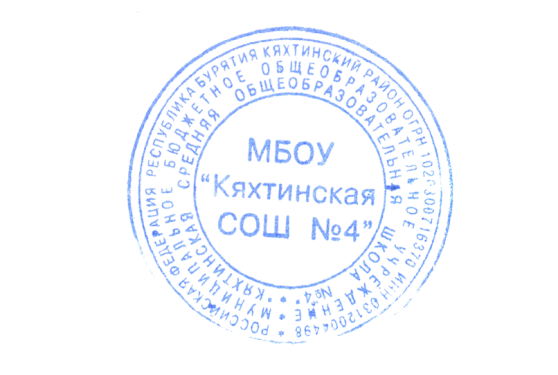 РОССИЙСКАЯ ФЕДЕРАЦИЯ РЕСПУБЛИКА БУРЯТИЯ КЯХТИНСКИЙ РАЙОН ОГРН ИНН 0312004498
МУНИЦИПАЛЬНОЕ БЮДЖЕТНОЕ ОБЩЕОБРАЗОВАТЕЛЬНОЕ УЧРЕЖДЕНИЕ
КЯХТИНСКАЯ СРЕДНЯЯ ОБЩЕОБРАЗОВАТЕЛЬНАЯ ШКОЛА №4
МБОУ
"Кяхтинская
СОШ №4"